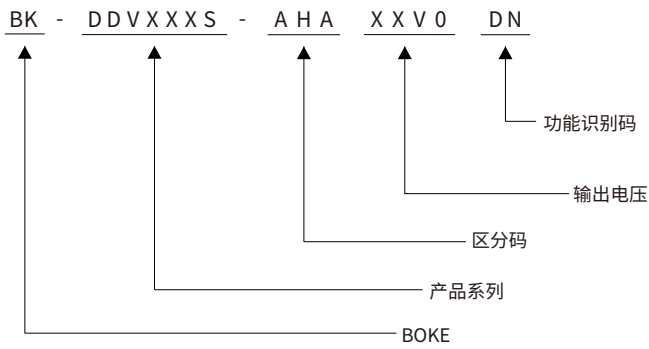 BK - DDVXXXS - AHA XXV0 DN
功能识别码
输出电压
区分码
产品系列
BOKE